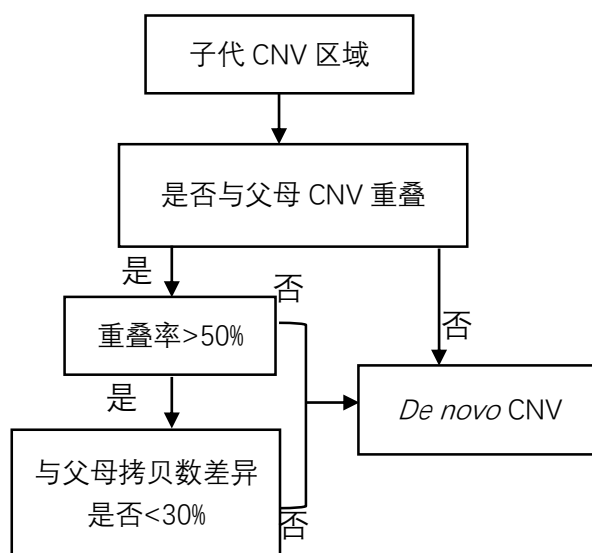 子代 CNV 区域
是否与父母 CNV 重叠
是
否
重叠率>50%
否
是
De novo CNV
与父母拷贝数差异
是否<30%
否